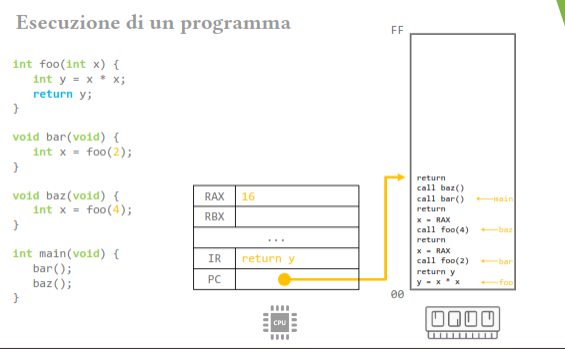 Esecuzione di un programma
int foo(int x) {
int y = x * x;
return y;
}
void bar(void) {
int x = foo(2);
}
void baz(void) {
int x = foo(4);
}
int main(void) {
bar();
baz();
}
RAX 16
RBX
...
IR return y
PC
CPU
FF
return
call baz()
call bar() main
return
x = RAX
call foo(4) baz
return
x = RAX
call foo(2) bar
return y
y = x * x foo
00